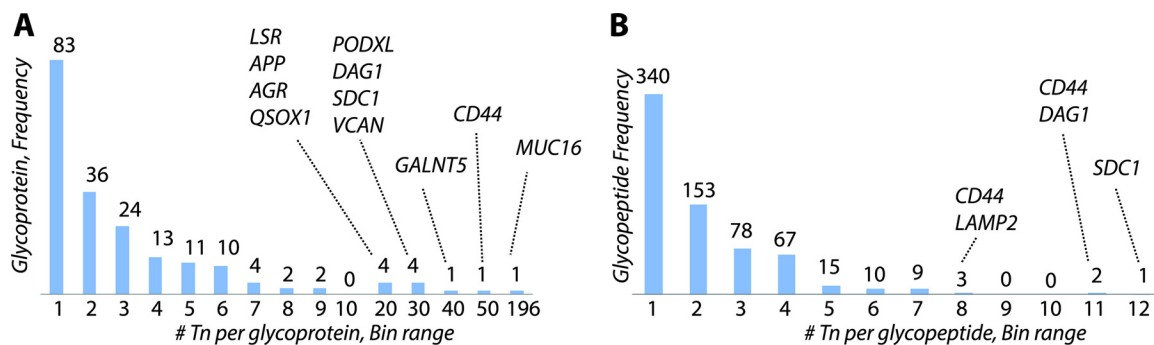 A
Glycoprotein, Frequency
83
36
24
13
11
10
4
2
2
0
4
4
1
1
1
LSR
APP
AGR
QSOX1
PODXL
DAG1
SDC1
VCAN
GALNT5
CD44
MUC16
1 2 3 4 5 6 7 8 9 10 20 30 40 50 196
# Tn per glycoprotein, Bin range
B
Glycopeptide Frequency
340
153
78
67
15
10
9
3
0
0
2
1
CD44
LAMP2
CD44
DAG1
SDC1
1 2 3 4 5 6 7 8 9 10 11 12
# Tn per glycopeptide, Bin range